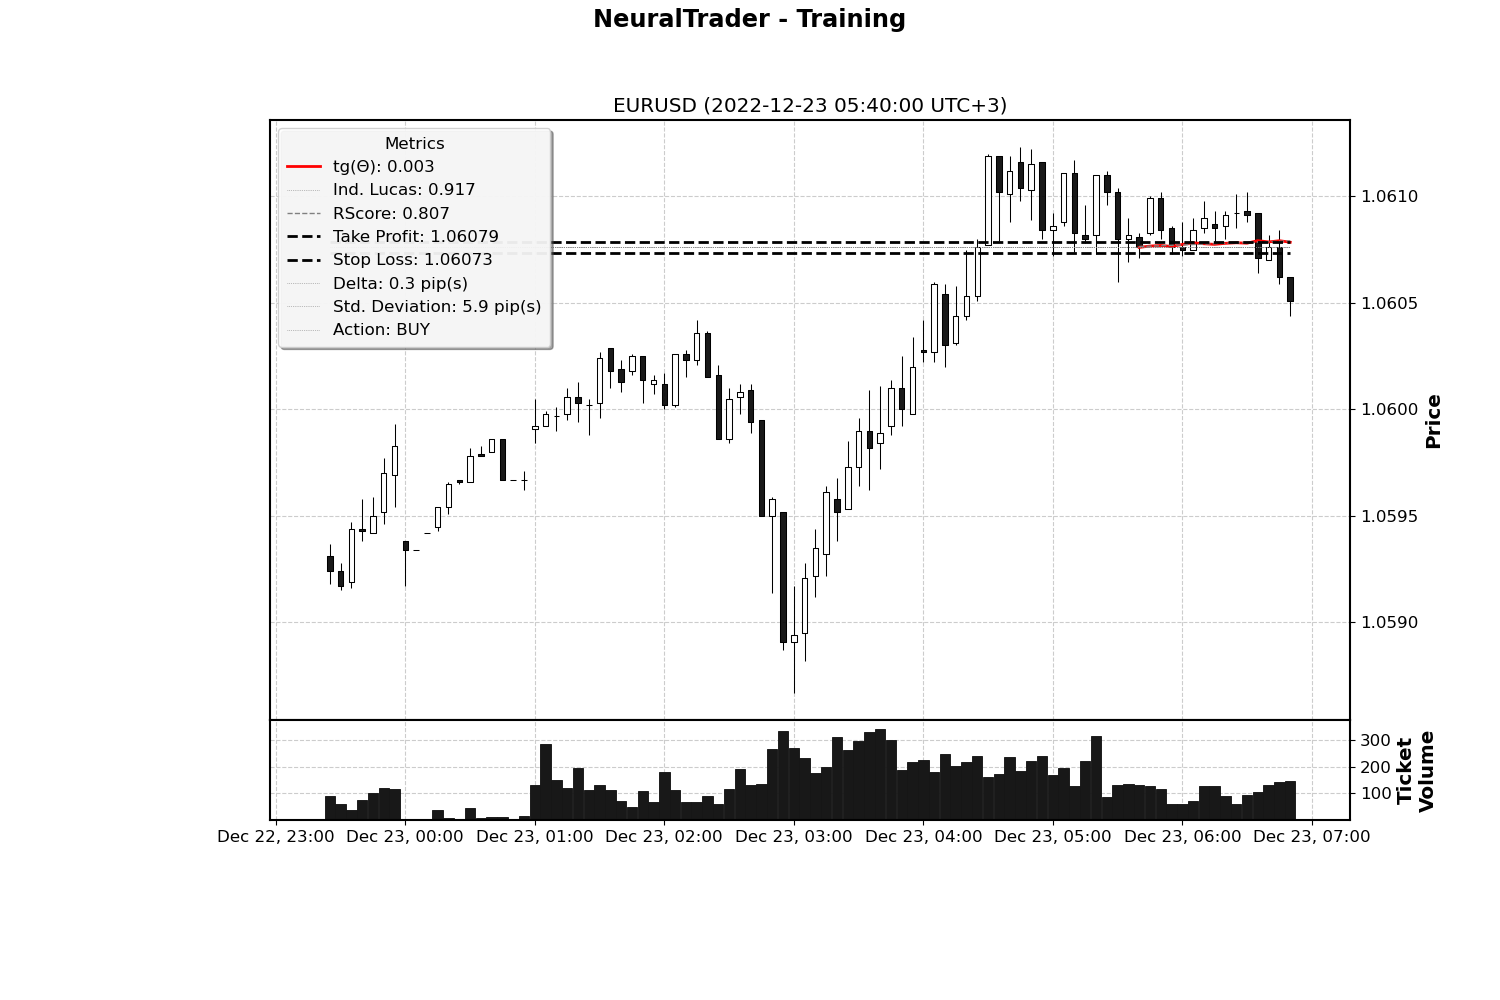 NeuralTrader - Training
EURUSD (2022-12-23 05:40:00 UTC+3)
Metrics
tg(Θ): 0.003
Ind. Lucas: 0.917
RScore: 0.807
Take Profit: 1.06079
Stop Loss: 1.06073
Delta: 0.3 pip(s)
Std. Deviation: 5.9 pip(s)
Action: BUY
1.0610
1.0605
1.0600
1.0595
1.0590
Price
300
200
100
Ticket
Volume
Dec 22, 23:00
Dec 23, 00:00
Dec 23, 01:00
Dec 23, 02:00
Dec 23, 03:00
Dec 23, 04:00
Dec 23, 05:00
Dec 23, 06:00
Dec 23, 07:00